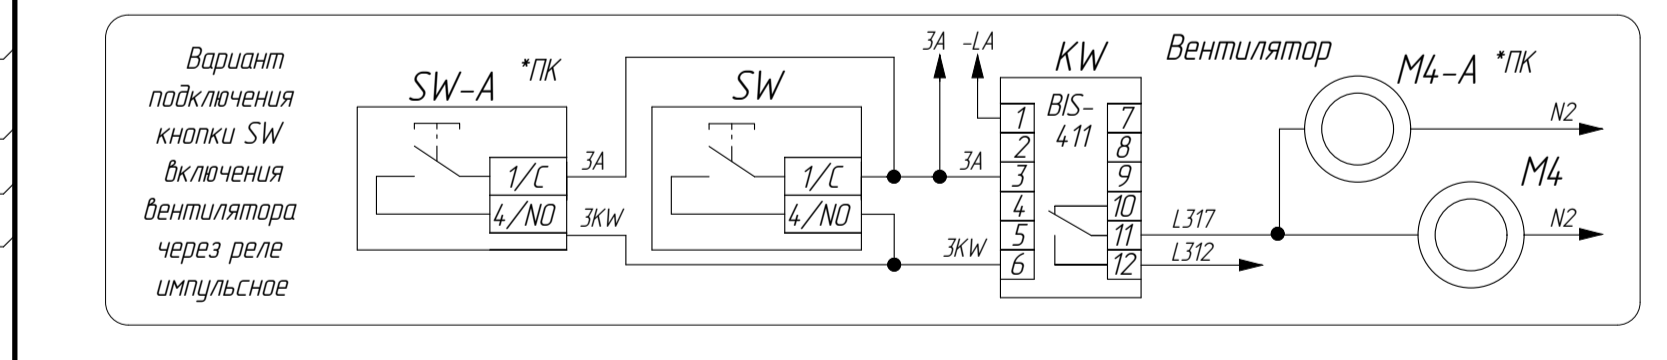 Вариант
подключения
кнопки SW
включения
вентилятора
через реле
импульсное
SW-A *ПК
1/C
4/NO
3A
3KW
SW
1/C
4/NO
3A -LA
3A
3KW
KW
BIS-
411
1
2
3
4
5
6
7
8
9
10
11
12
L317
L312
Вентилятор
M4-A *ПК
N2
M4
N2